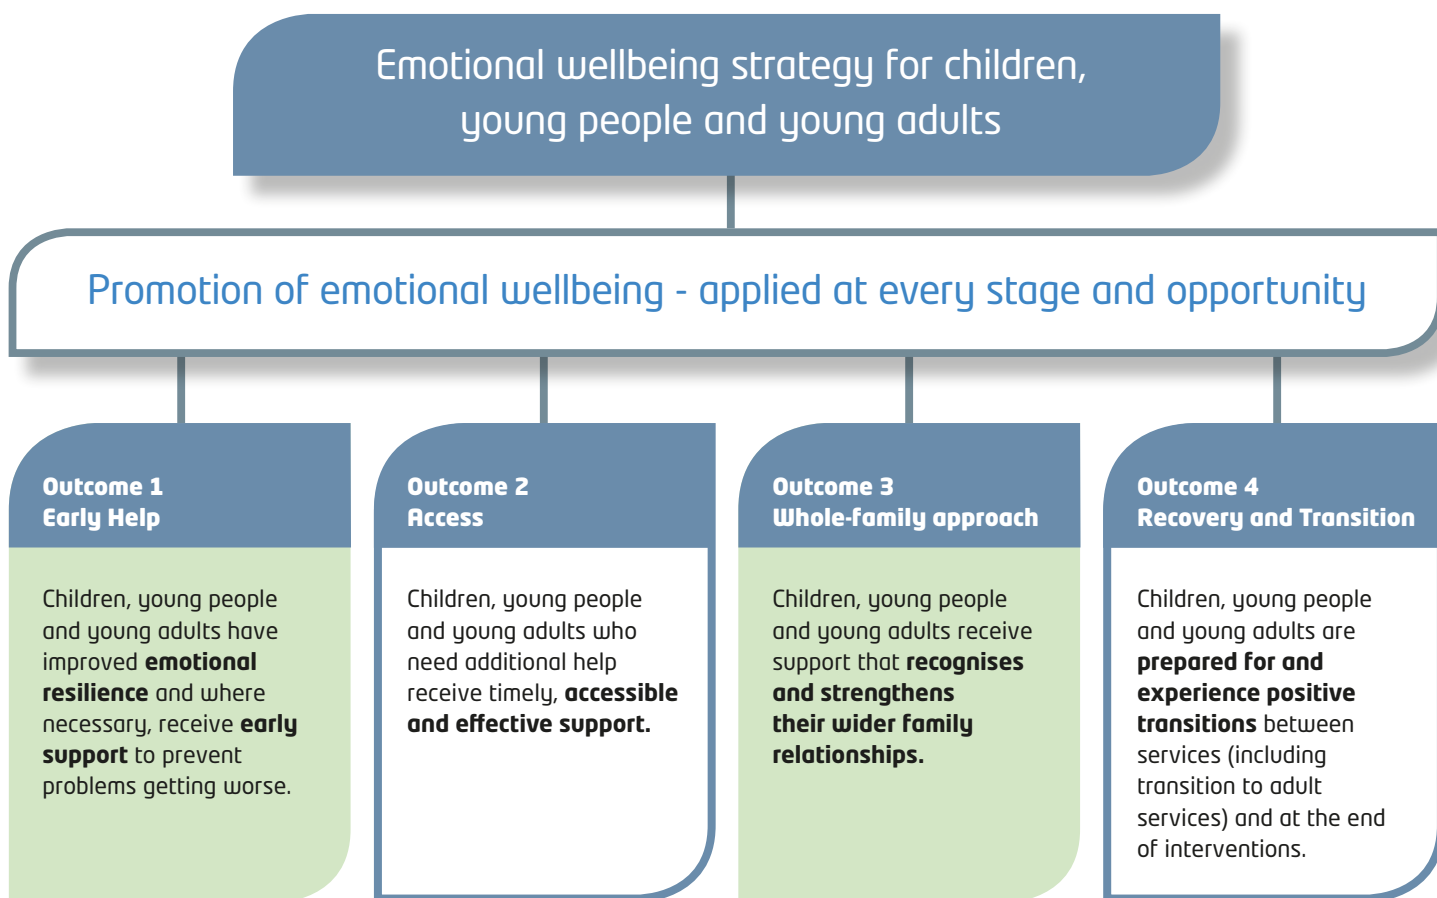 Emotional wellbeing strategy for children,
young people and young adults
Promotion of emotional wellbeing - applied at every stage and opportunity
Outcome 1
Early Help
Children, young people
and young adults have
improved emotional
resilience and where
necessary, receive early
support to prevent
problems getting worse.
Outcome 2
Access
Children, young people
and young adults who
need additional help
receive timely, accessible
and effective support.
Outcome 3
Whole-family approach
Children, young people
and young adults receive
support that recognises
and strengthens
their wider family
relationships.
Outcome 4
Recovery and Transition
Children, young people
and young adults are
prepared for and
experience positive
transitions between
services (including
transition to adult
services) and at the end
of interventions.